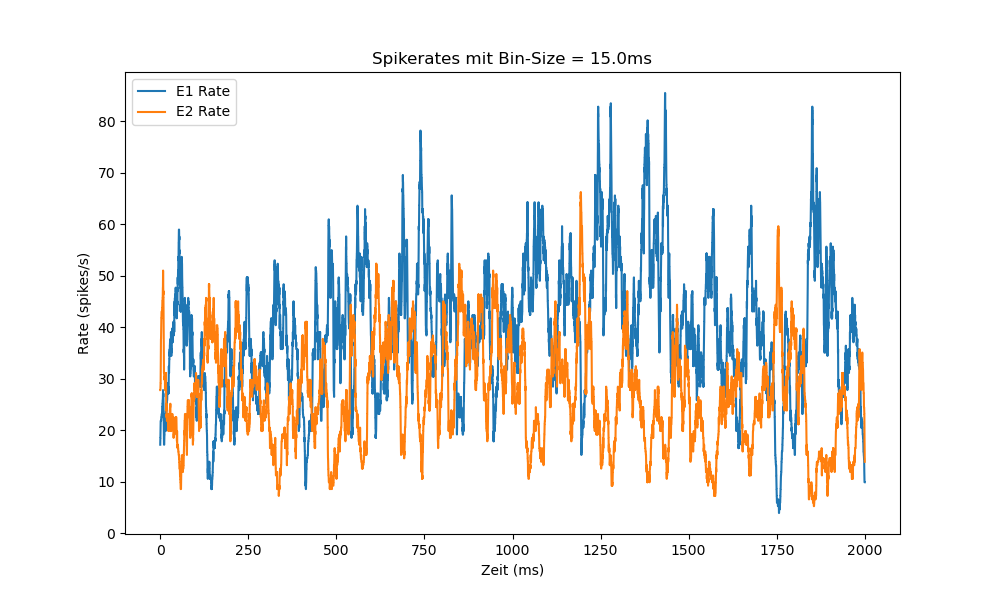 Spikerates mit Bin-Size = 15.0ms
E1 Rate
E2 Rate
Rate (spikes/s)
80
70
60
50
40
30
20
10
0
0 250 500 750 1000 1250 1500 1750 2000
Zeit (ms)